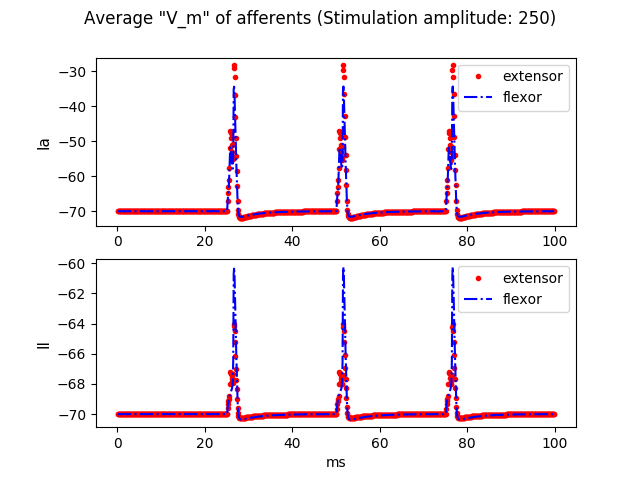 Average "V_m" of afferents (Stimulation amplitude: 250)
−30
−40
−50
−60
−70
Ia
extensor
flexor
0
20
40
60
80
100
−60
−62
−64
−66
−68
−70
II
extensor
flexor
0
20
40
60
80
100
ms